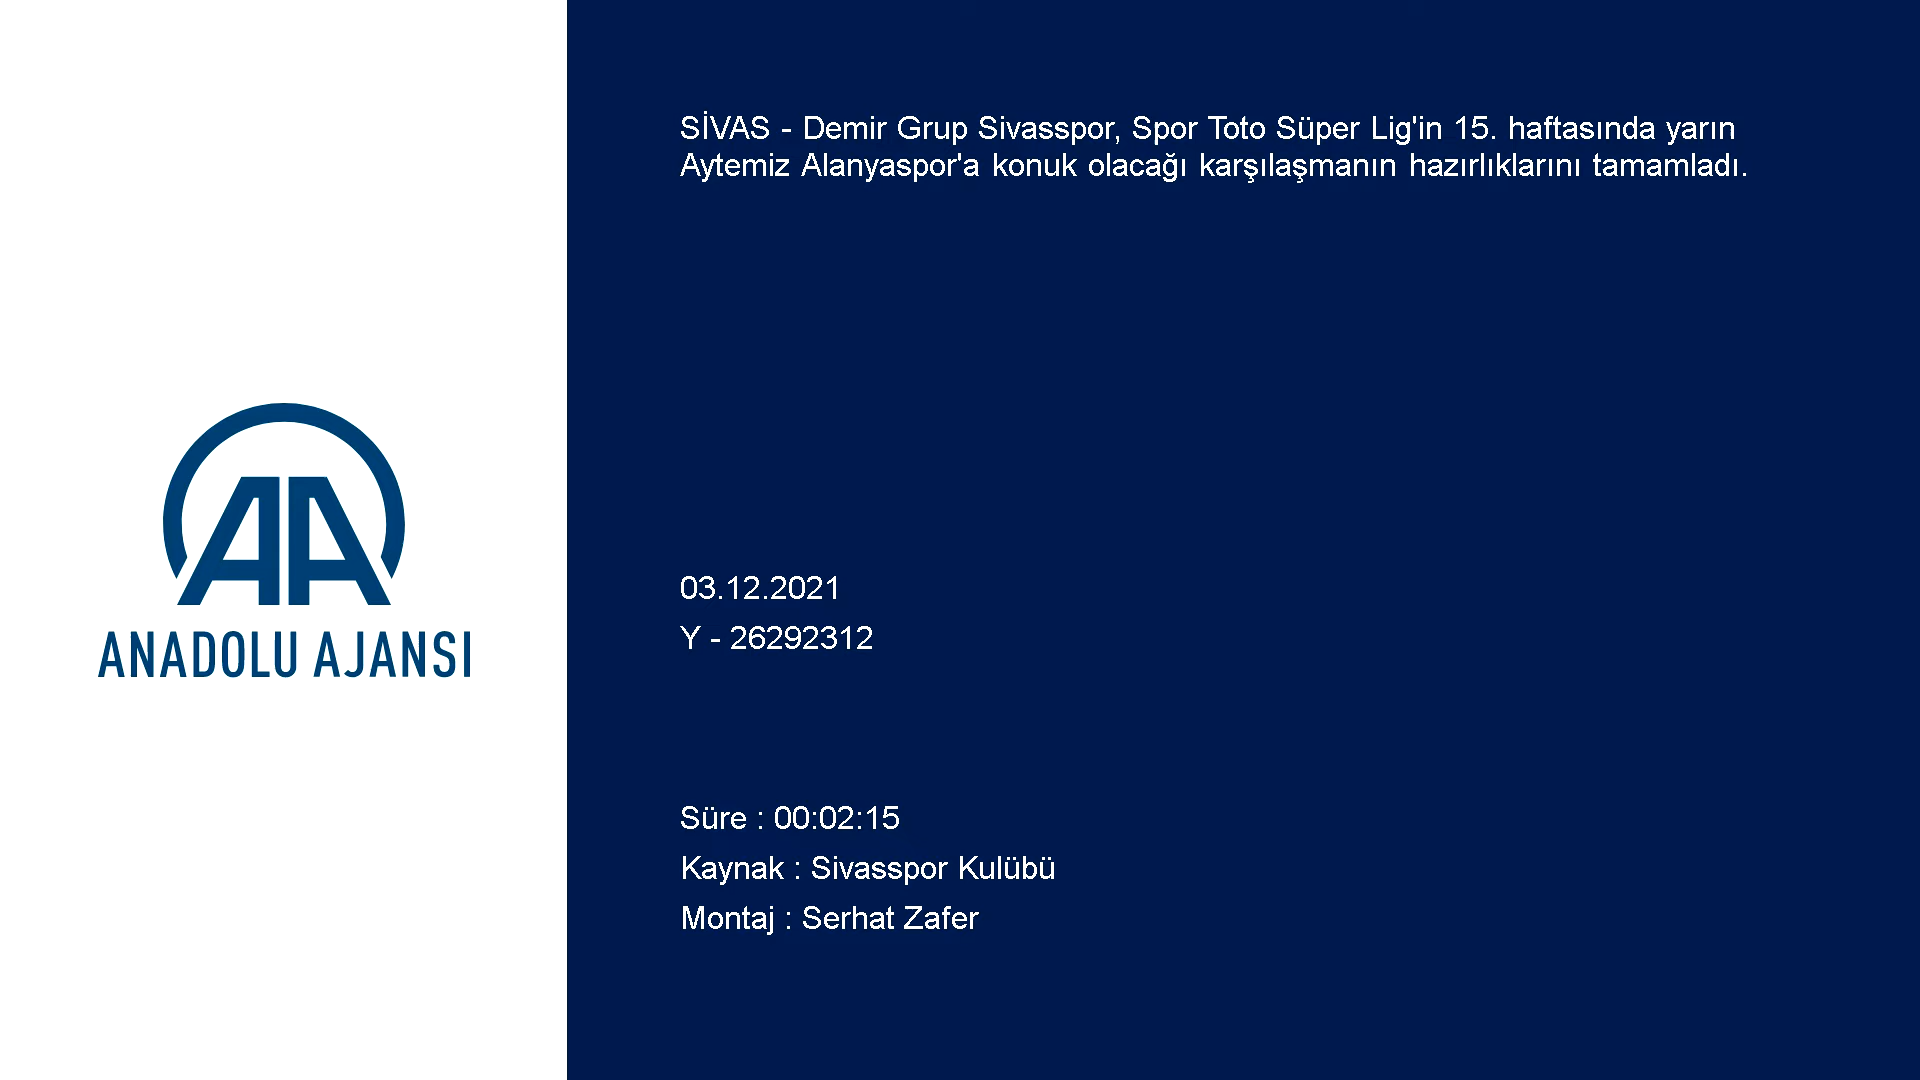 SİVAS - Demir Grup Sivasspor, Spor Toto Süper Lig'in 15. haftasında yarın
Aytemiz Alanyaspor'a konuk olacağı karşılaşmanın hazırlıklarını tamamladı.
AA
ANADOLU AJANSI
03.12.2021
Y - 26292312
Süre : 00:02:15
Kaynak : Sivasspor Kulübü
Montaj : Serhat Zafer